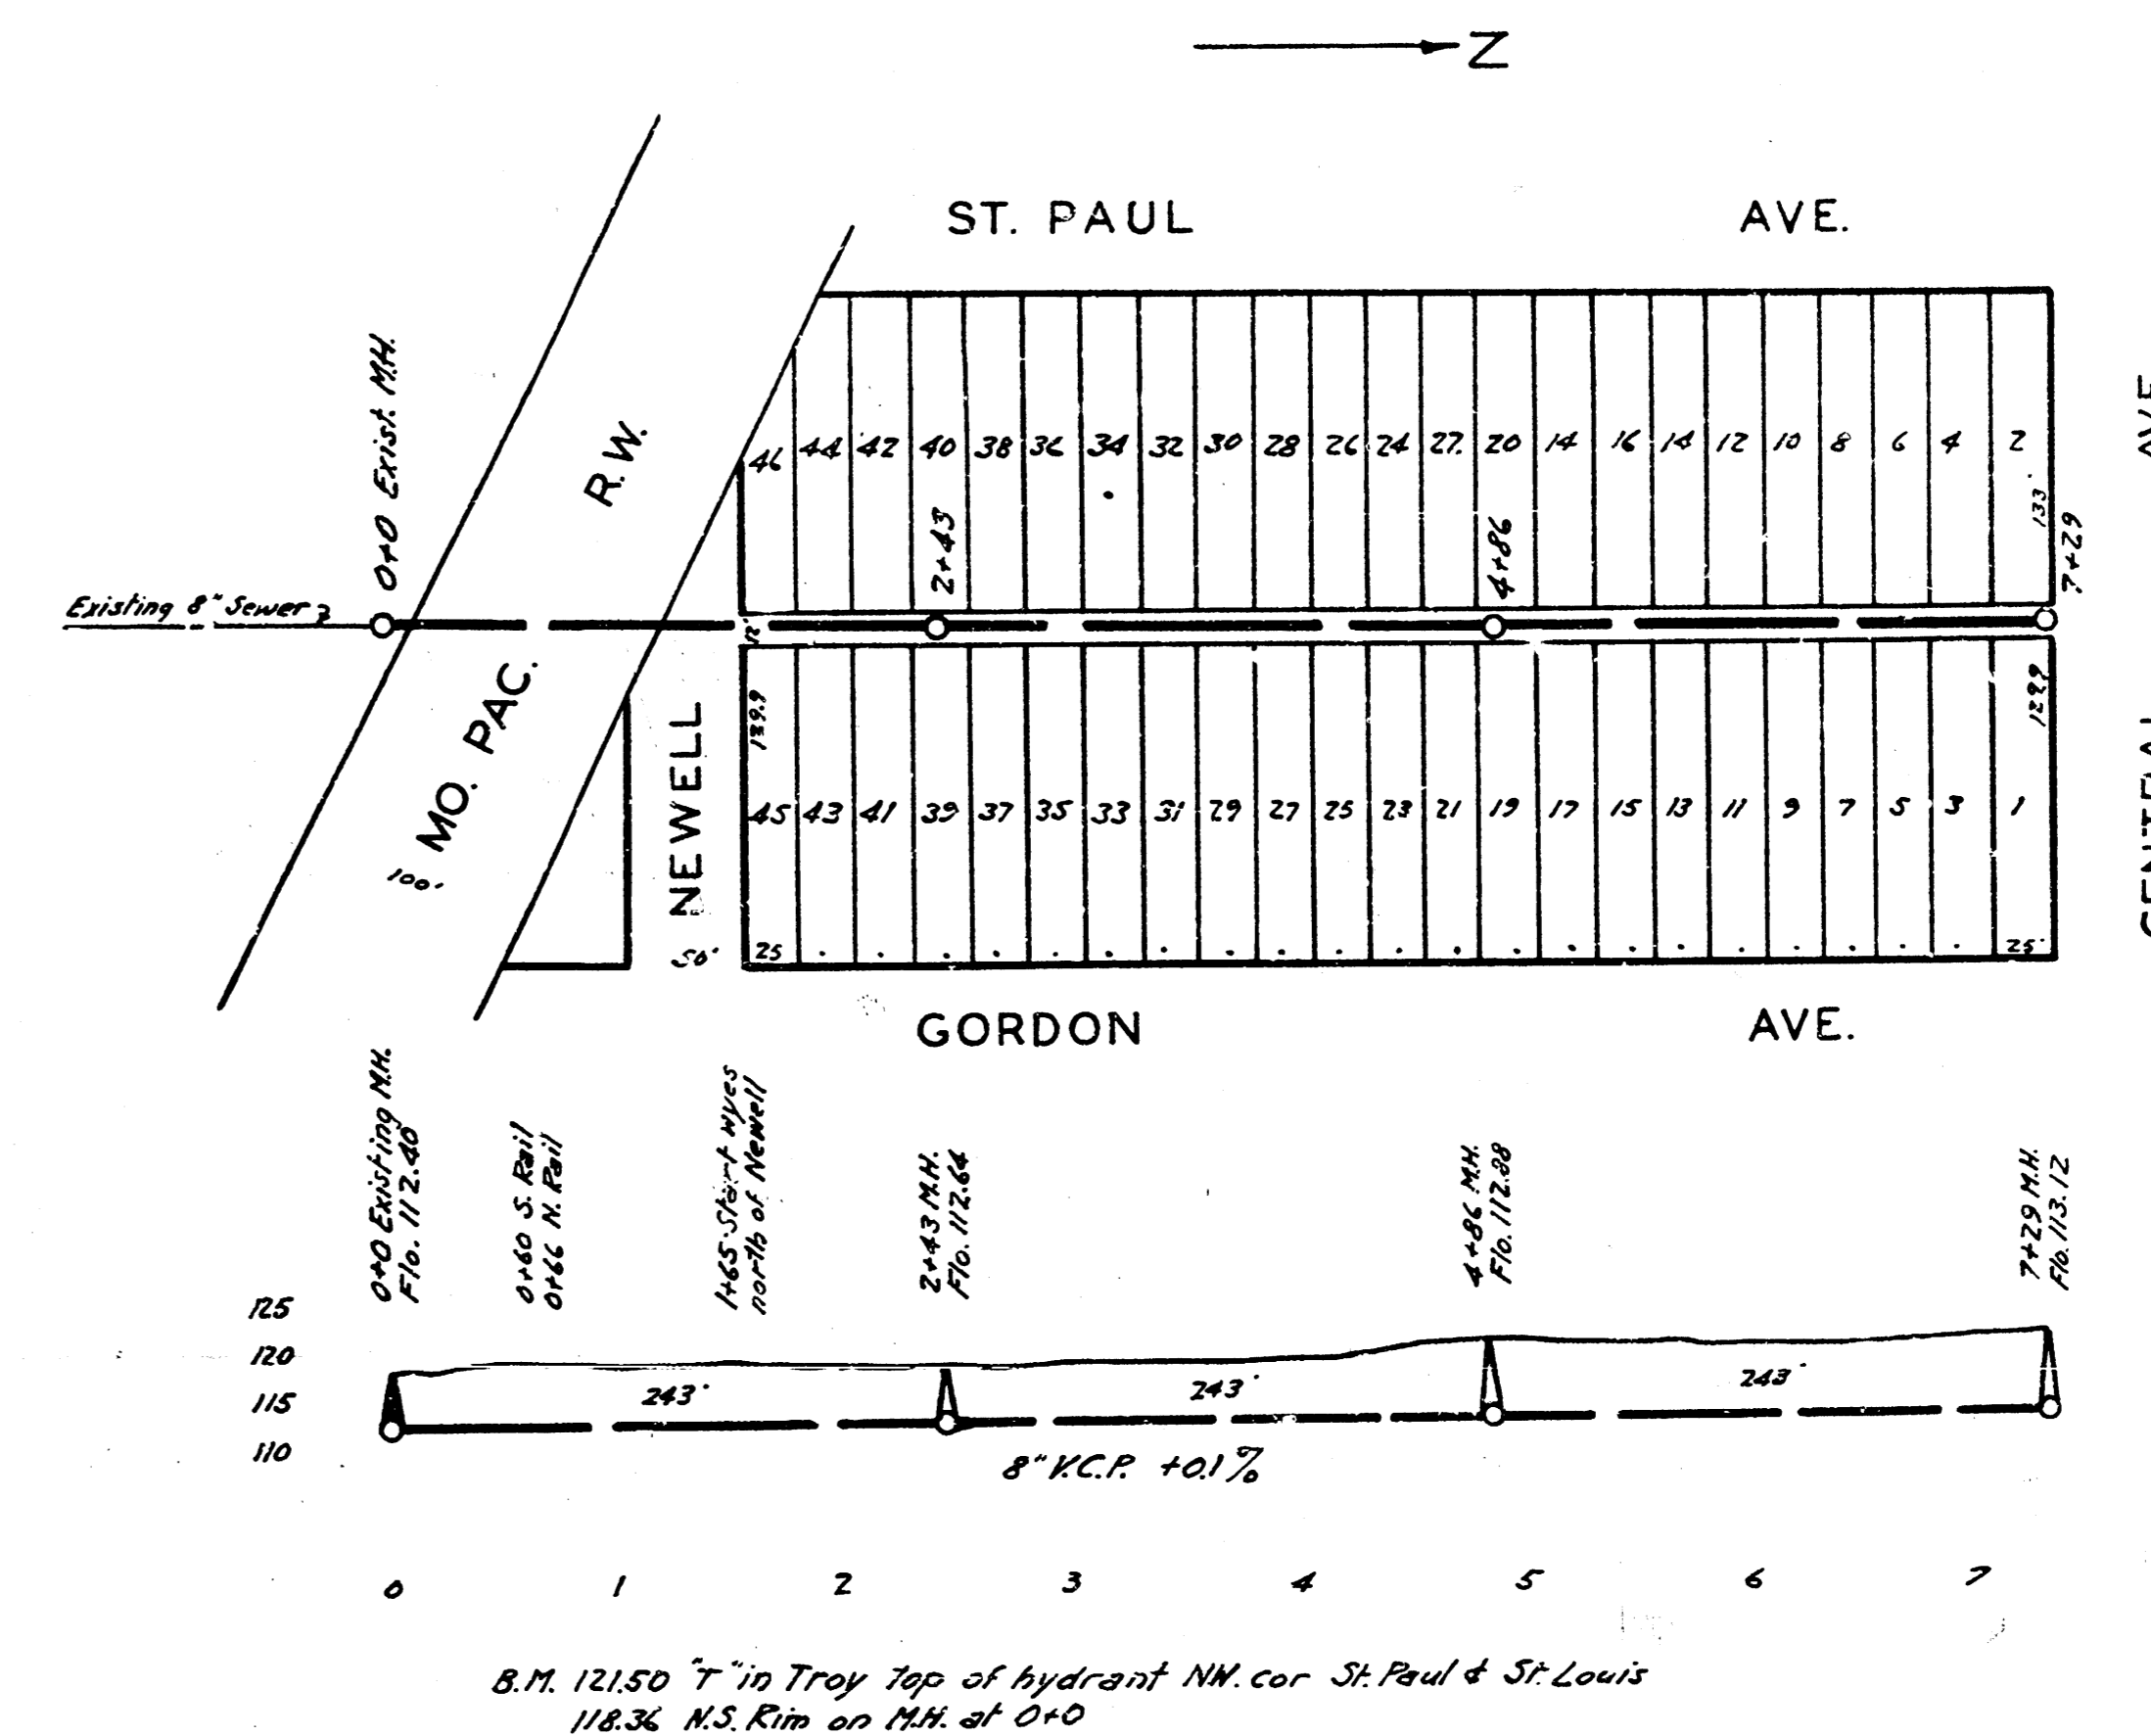 N
ST. PAUL AVE.
0+0 Exist. M.H.
R.W.
46 44 42 40 38 36 34 32 30 28 26 24 27. 20 14 16 14 12 10 8 6 4 2
133'
2+43
4+86
7+29
Existing 8" Sewer
12'
MO. PAC.
100'
NEWELL
50'
139.9
129.9
45 43 41 39 37 35 33 31 29 27 25 23 21 19 17 15 13 11 9 7 5 3 1
25
25'
CENTRAL AVE
GORDON AVE.
0+0 Existing M.H.
Flo. 112.40
0+60 S. Rail
0+66 N. Rail
1+65 Start Wyes
north of Newell
2+43 M.H.
Flo. 112.64
4+86 M.H.
Flo. 112.88
7+29 M.H.
Flo. 113.12
125
120
115
110
243'
243'
243'
8" V.C.P. +0.1%
0 1 2 3 4 5 6 7
B.M. 121.50 "T" in Troy top of hydrant NW. cor St. Paul & St. Louis
118.36 N.S. Rim on M.H. at 0+0